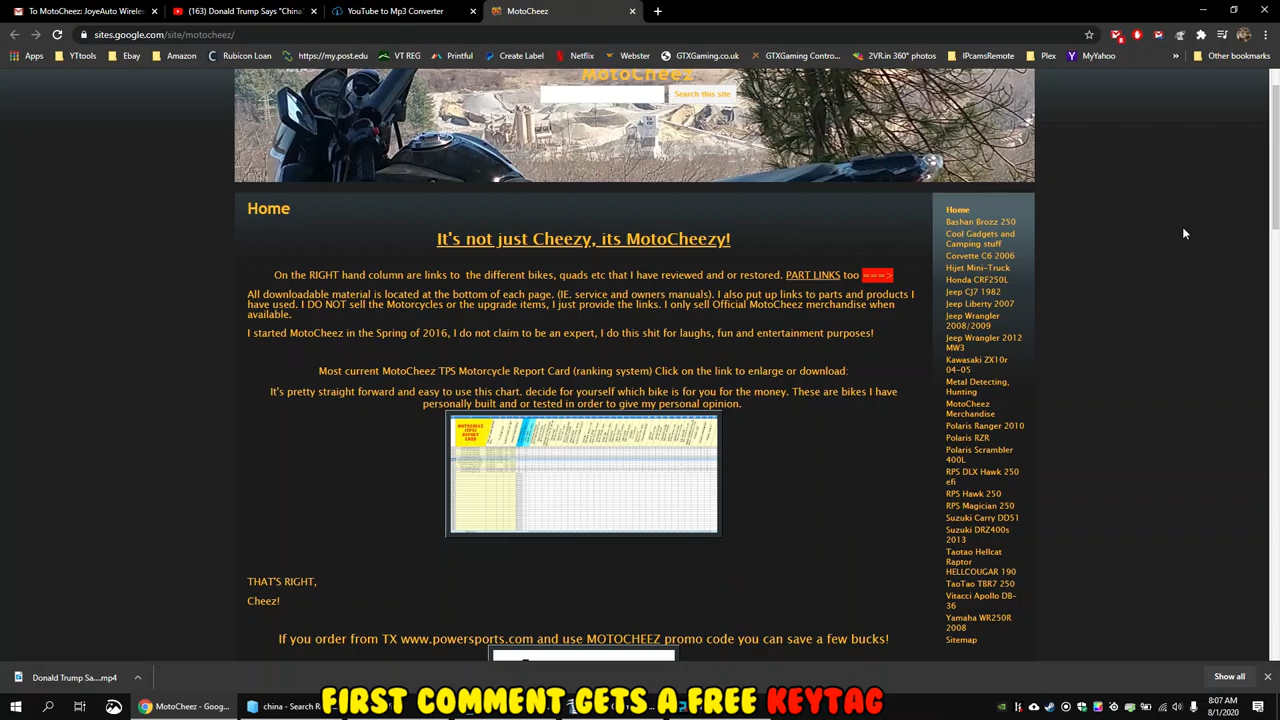 To MotoCheez: JoyAuto Wireless
(163) Donald Trump Says "China"
MotoCheez
sites.google.com/site/motocheez/
Apps YTtools Ebay Amazon Rubicon Loan https://my.post.edu VT REG Printful Create Label Netflix Webster GTXGaming.co.uk GTXGaming Contro... 2VR.in 360° photos IPcamsRemote Plex MyYahoo Other bookmarks
MotoCheez
Search this site
Home
It's not just Cheezy, its MotoCheezy!
On the RIGHT hand column are links to the different bikes, quads etc that I have reviewed and or restored. PART LINKS too ===>
All downloadable material is located at the bottom of each page. (IE. service and owners manuals). I also put up links to parts and products I
have used. I DO NOT sell the Motorcycles or the upgrade items, I just provide the links. I only sell Official MotoCheez merchandise when
available.
I started MotoCheez in the Spring of 2016, I do not claim to be an expert, I do this shit for laughs, fun and entertainment purposes!
Most current MotoCheez TPS Motorcycle Report Card (ranking system) Click on the link to enlarge or download:
It's pretty straight forward and easy to use this chart. decide for yourself which bike is for you for the money. These are bikes I have
personally built and or tested in order to give my personal opinion.
THAT'S RIGHT,
Cheez!
If you order from TX www.powersports.com and use MOTOCHEEZ promo code you can save a few bucks!
Home
Bashan Brozz 250
Cool Gadgets and
Camping stuff
Corvette C6 2006
Hijet Mini-Truck
Honda CRF250L
Jeep CJ7 1982
Jeep Liberty 2007
Jeep Wrangler
2008/2009
Jeep Wrangler 2012
MW3
Kawasaki ZX10r
04-05
Metal Detecting,
Hunting
MotoCheez
Merchandise
Polaris Ranger 2010
Polaris RZR
Polaris Scrambler
400L
RPS DLX Hawk 250
efi
RPS Hawk 250
RPS Magician 250
Suzuki Carry DD51
Suzuki DRZ400s
2013
Taotao Hellcat
Raptor
HELLCOUGAR 190
TaoTao TBR7 250
Vitacci Apollo DB-
36
Yamaha WR250R
2008
Sitemap
Donald Trump Sa....mp4
Show all
FIRST COMMENT GETS A FREE KEYTAG
MotoCheez - Googl...
china - Search Res...
8:07 AM
8/1/2020